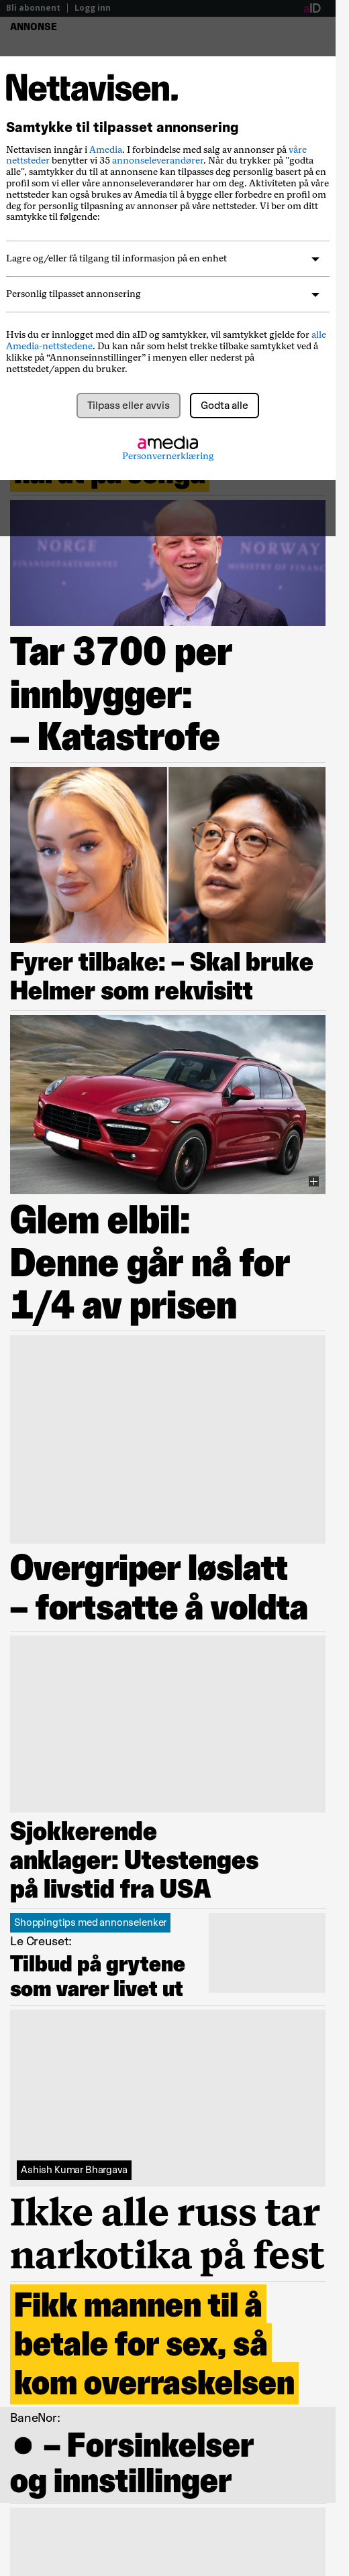 Bli abonnent | Logg inn
aID
ANNONSE
Nettavisen.
Samtykke til tilpasset annonsering
Nettavisen inngår i Amedia. I forbindelse med salg av annonser på våre
nettsteder benytter vi 35 annonseleverandører. Når du trykker på "godta
alle", samtykker du til at annonsene kan tilpasses deg personlig basert på en
profil som vi eller våre annonseleverandører har om deg. Aktiviteten på våre
nettsteder kan også brukes av Amedia til å bygge eller forbedre en profil om
deg for personlig tilpasning av annonser på våre nettsteder. Vi ber om ditt
samtykke til følgende:
Lagre og/eller få tilgang til informasjon på en enhet
Personlig tilpasset annonsering
Hvis du er innlogget med din aID og samtykker, vil samtykket gjelde for alle
Amedia-nettstedene. Du kan når som helst trekke tilbake samtykket ved å
klikke på “Annonseinnstillinger” i menyen eller nederst på
nettstedet/appen du bruker.
Tilpass eller avvis
Godta alle
amedia
Personvernerklæring
NORGE
FINANSDEPARTEMENTET
NORWAY
MINISTRY OF FINANC
Tar 3700 per
innbygger:
– Katastrofe
Fyrer tilbake: – Skal bruke
Helmer som rekvisitt
Glem elbil:
Denne går nå for
1/4 av prisen
Overgriper løslatt
– fortsatte å voldta
Sjokkerende
anklager: Utestenges
på livstid fra USA
Shoppingtips med annonselenker
Le Creuset:
Tilbud på grytene
som varer livet ut
Ashish Kumar Bhargava
Ikke alle russ tar
narkotika på fest
Fikk mannen til å
betale for sex, så
kom overraskelsen
BaneNor:
● – Forsinkelser
og innstillinger